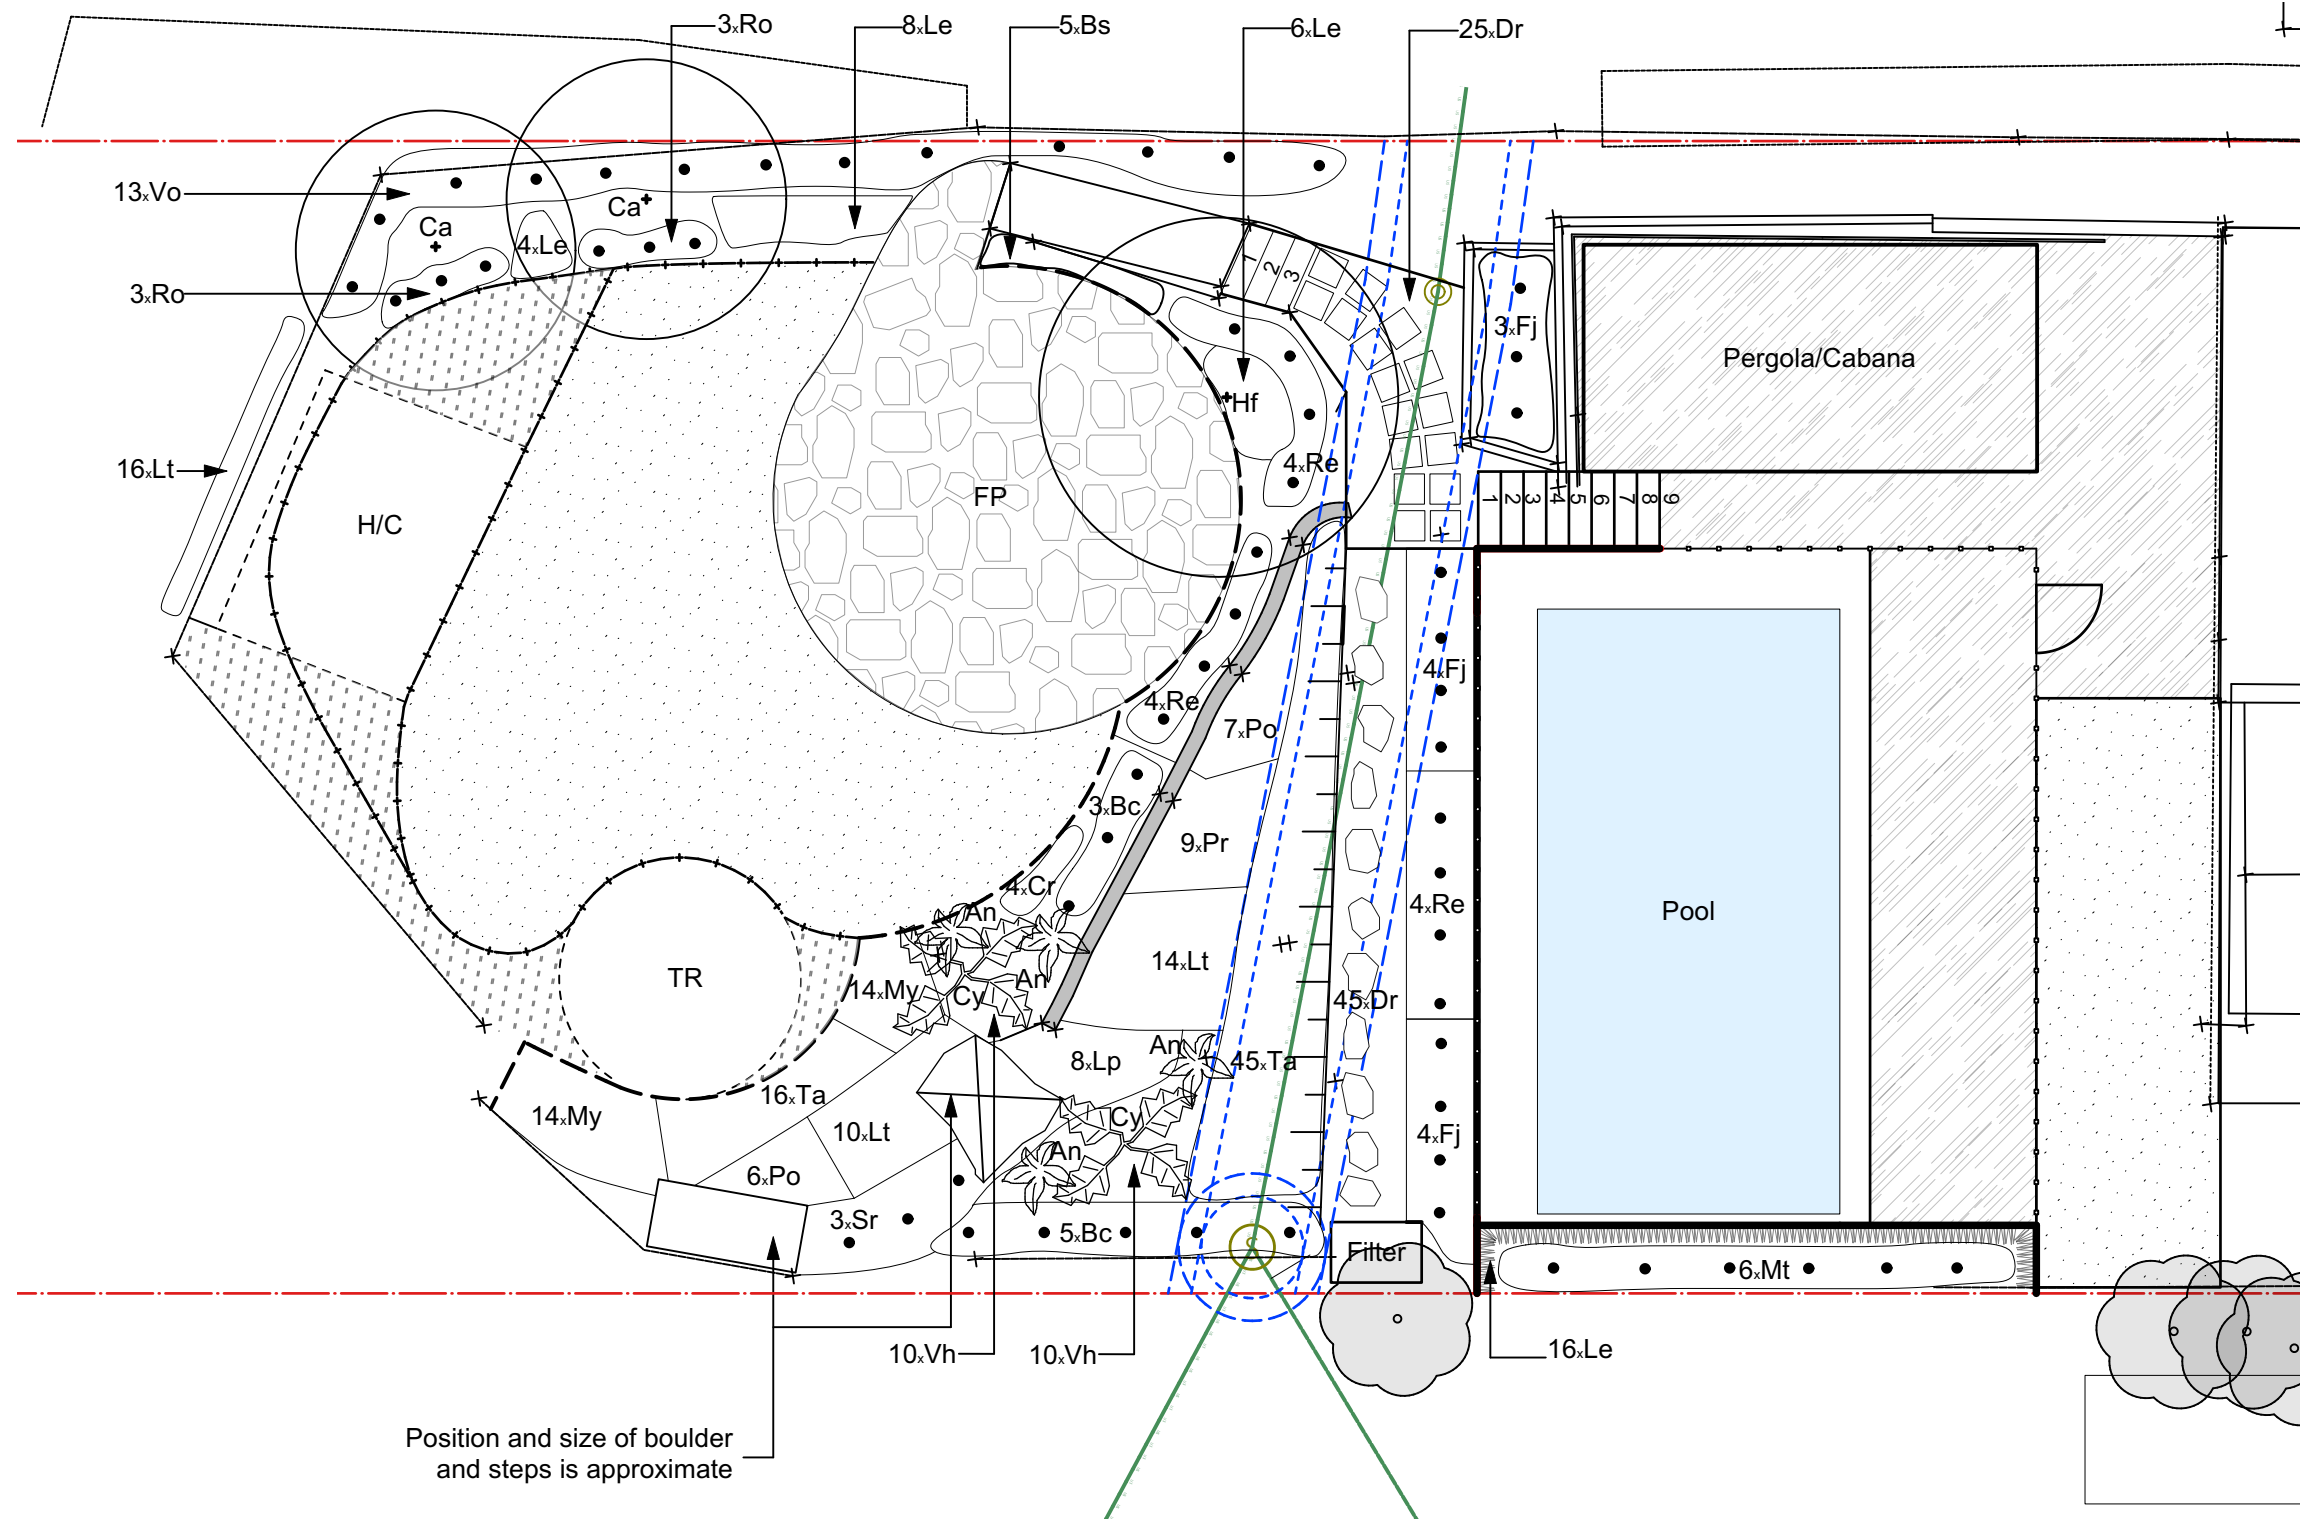 3xRo
8xLe
5xBs
6xLe
25xDr
13xVo
Ca
Ca
4xLe
3xRo
1
2
3
3xFj
Pergola/Cabana
Hf
4xRe
16xLt
FP
H/C
1
2
3
4
5
6
7
8
9
4xFj
4xRe
7xPo
3xBc
9xPr
4xCr
An
4xRe
Pool
14xLt
TR
14xMy
Cy
An
45xDr
An
8xLp
45xTa
16xTa
14xMy
10xLt
Cy
4xFj
An
6xPo
3xSr
5xBc
Filter
6xMt
10xVh
10xVh
16xLe
Position and size of boulder
and steps is approximate